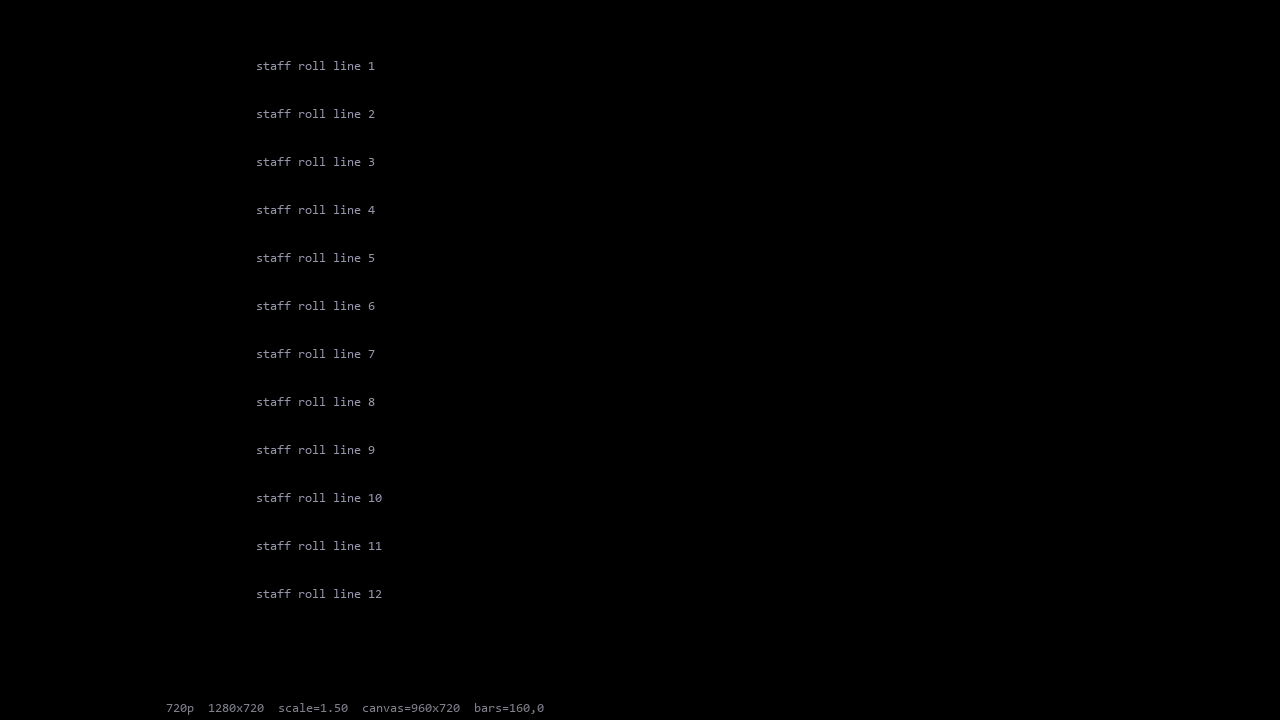 staff roll line 1
staff roll line 2
staff roll line 3
staff roll line 4
staff roll line 5
staff roll line 6
staff roll line 7
staff roll line 8
staff roll line 9
staff roll line 10
staff roll line 11
staff roll line 12
720p  1280x720  scale=1.50  canvas=960x720  bars=160,0